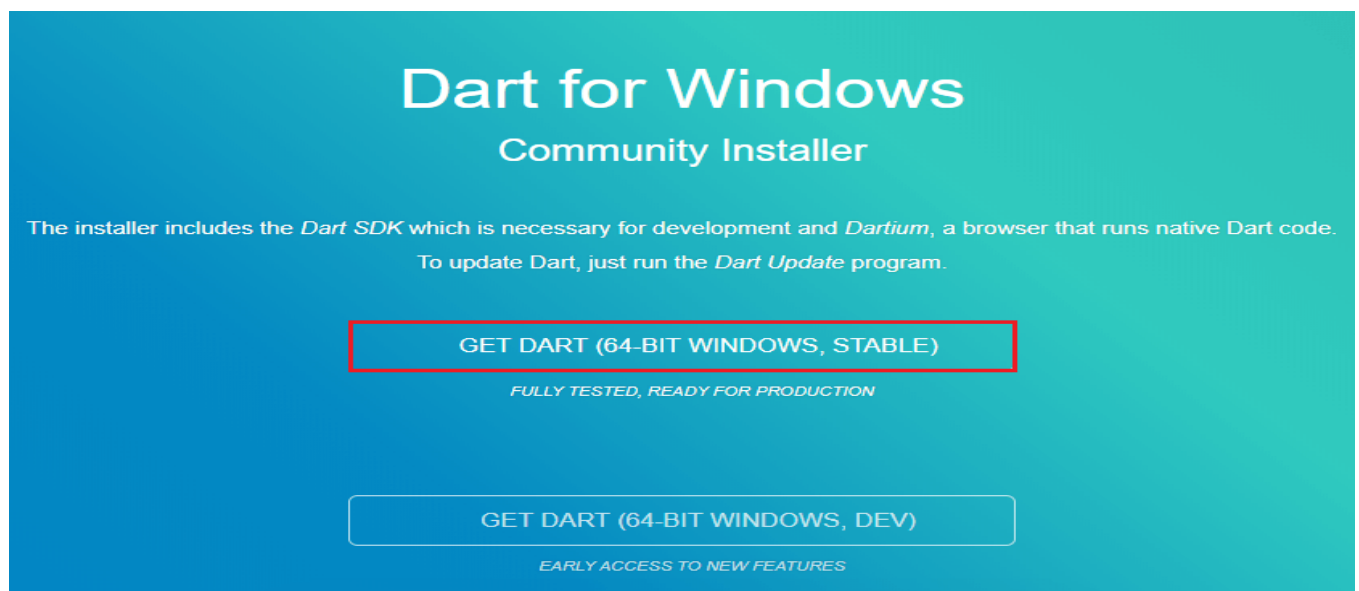 Dart for Windows
Community Installer
The installer includes the Dart SDK which is necessary for development and Dartium, a browser that runs native Dart code.
To update Dart, just run the Dart Update program.
GET DART (64-BIT WINDOWS, STABLE)
FULLY TESTED, READY FOR PRODUCTION
GET DART (64-BIT WINDOWS, DEV)
EARLY ACCESS TO NEW FEATURES